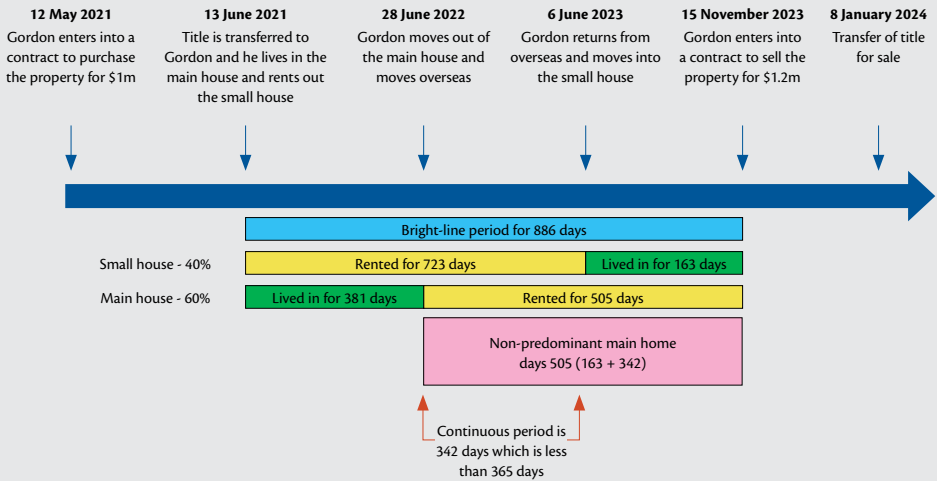 12 May 2021
Gordon enters into a
contract to purchase
the property for $1m
13 June 2021
Title is transferred to
Gordon and he lives in the
main house and rents out
the small house
28 June 2022
Gordon moves out of
the main house and
moves overseas
6 June 2023
Gordon returns from
overseas and moves into
the small house
15 November 2023
Gordon enters into
a contract to sell the
property for $1.2m
8 January 2024
Transfer of title
for sale
Bright-line period for 886 days
Small house - 40%
Rented for 723 days
Lived in for 163 days
Main house - 60%
Lived in for 381 days
Rented for 505 days
Non-predominant main home
days 505 (163 + 342)
Continuous period is
342 days which is less
than 365 days